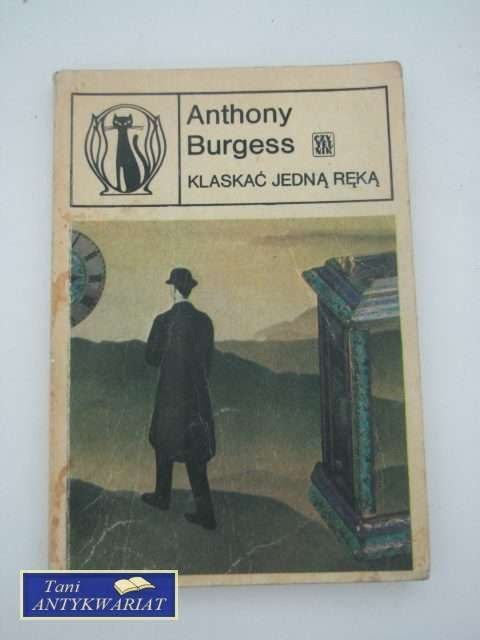 Anthony
Burgess
CZY
TEL
NIK
KLASKAĆ JEDNĄ RĘKĄ
Tani
ANTYKWARIAT